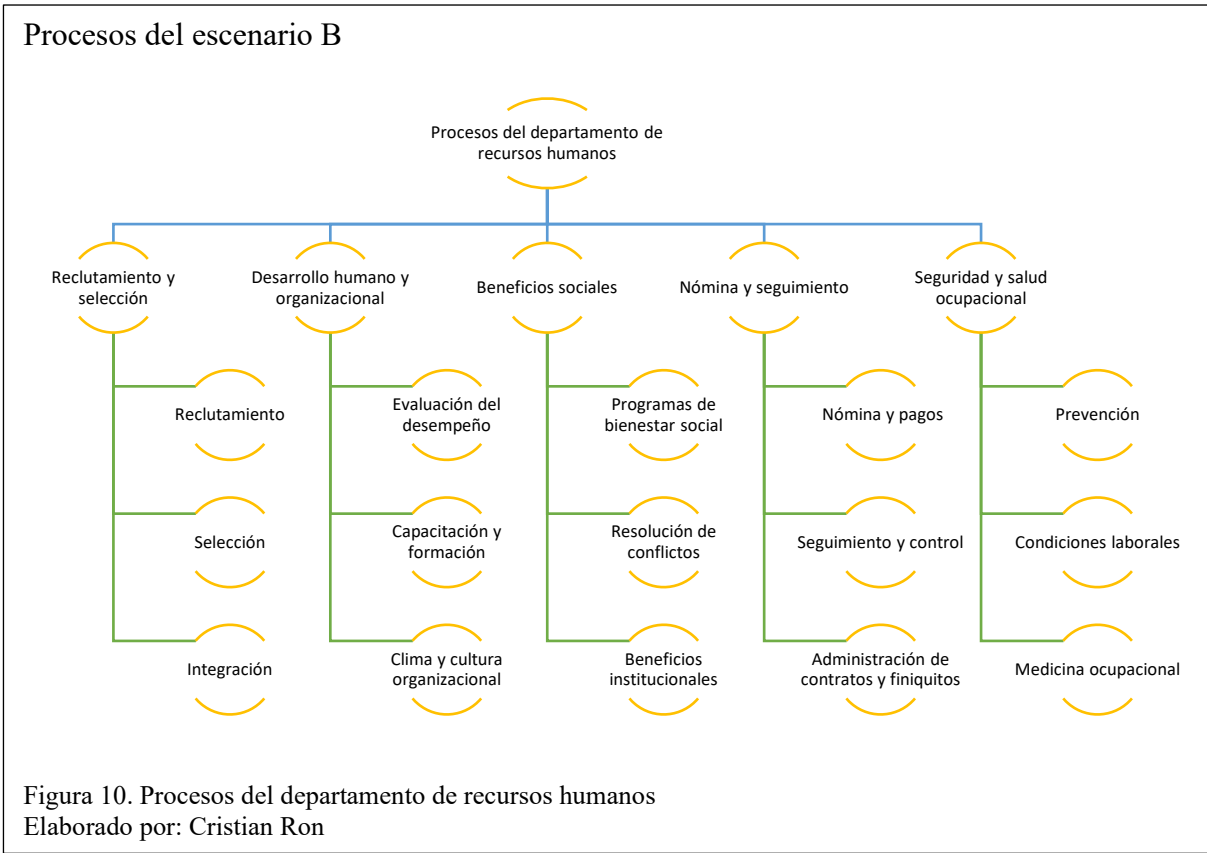 Procesos del escenario B
Procesos del departamento de
recursos humanos
Reclutamiento y
selección
Desarrollo humano y
organizacional
Beneficios sociales
Nómina y seguimiento
Seguridad y salud
ocupacional
Reclutamiento
Evaluación del
desempeño
Programas de
bienestar social
Nómina y pagos
Prevención
Selección
Capacitación y
formación
Resolución de
conflictos
Seguimiento y control
Condiciones laborales
Integración
Clima y cultura
organizacional
Beneficios
institucionales
Administración de
contratos y finiquitos
Medicina ocupacional
Figura 10. Procesos del departamento de recursos humanos
Elaborado por: Cristian Ron